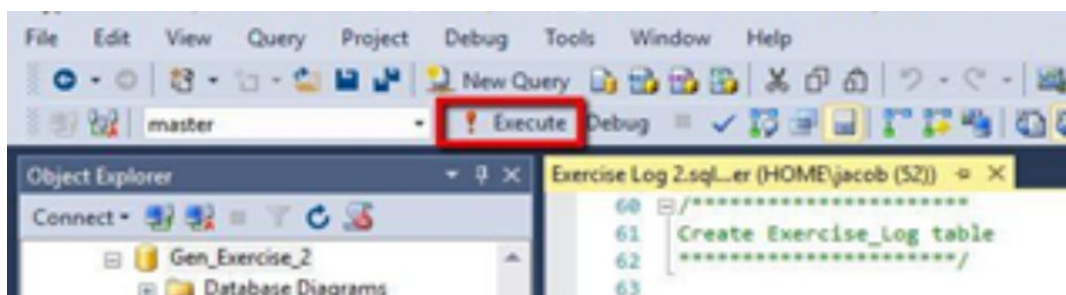 File Edit View Query Project Debug Tools Window Help
New Query
master Execute Debug
Object Explorer
Exercise Log 2.sql...er (HOME\jacob (52))
Connect
Gen_Exercise_2
Database Diagrams
60 /**********************
61 Create Exercise_Log table
62 **********************/
63